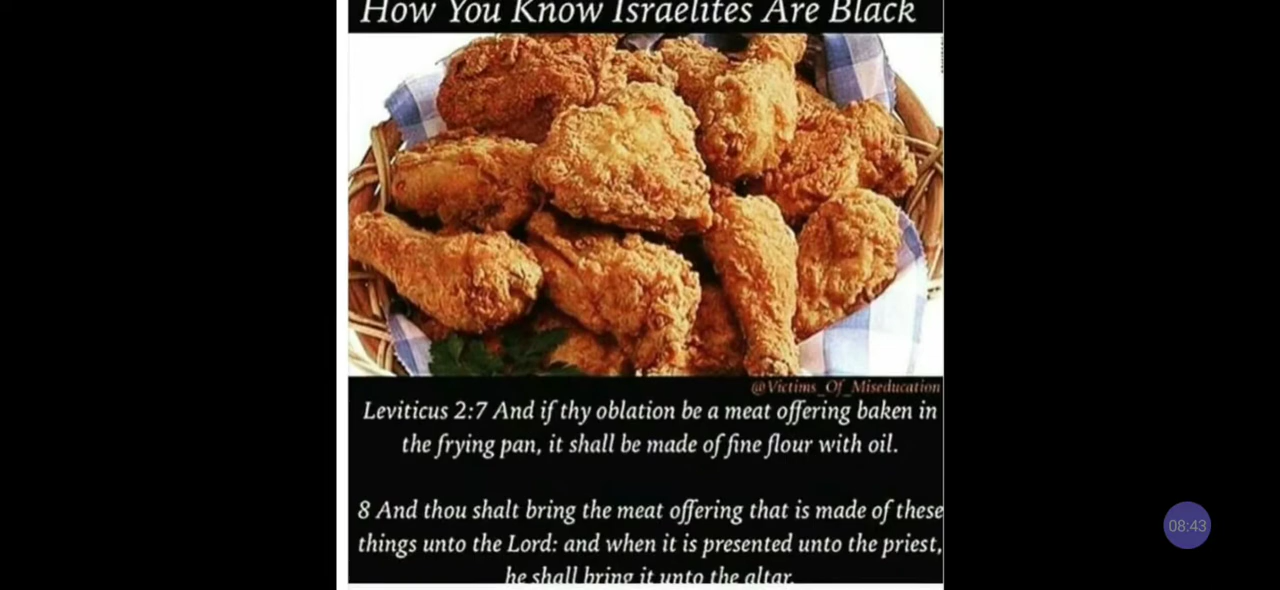 How You Know Israelites Are Black
@Victims_Of_Miseducation
Leviticus 2:7 And if thy oblation be a meat offering baken in
the frying pan, it shall be made of fine flour with oil.
8 And thou shalt bring the meat offering that is made of these
things unto the Lord: and when it is presented unto the priest,
he shall bring it unto the altar.
08:43